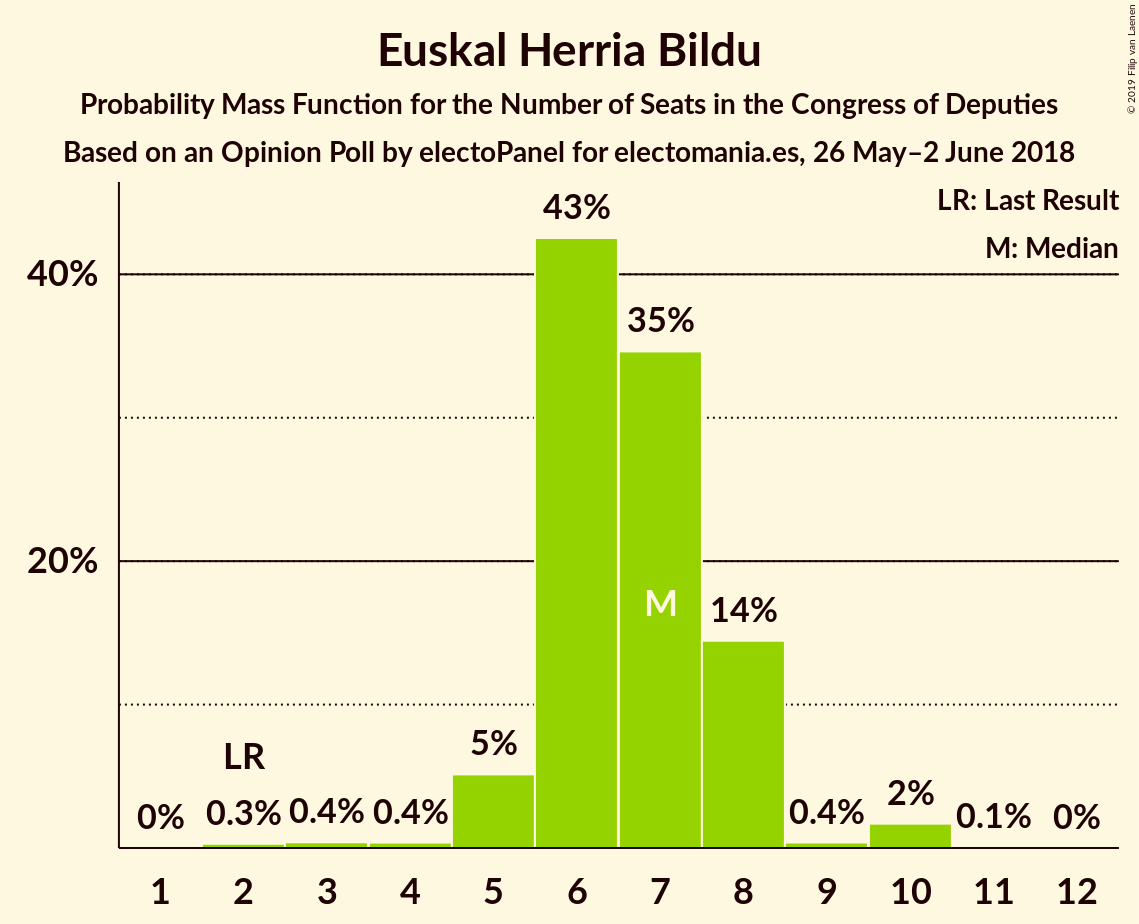 Euskal Herria Bildu
Probability Mass Function for the Number of Seats in the Congress of Deputies
Based on an Opinion Poll by electoPanel for electomania.es, 26 May–2 June 2018
© 2019 Filip van Laenen
LR: Last Result
M: Median
43%
40%
35%
20%
M
14%
LR
5%
0%
0.3%
0.4%
0.4%
0.4%
2%
0.1%
0%
1 2 3 4 5 6 7 8 9 10 11 12